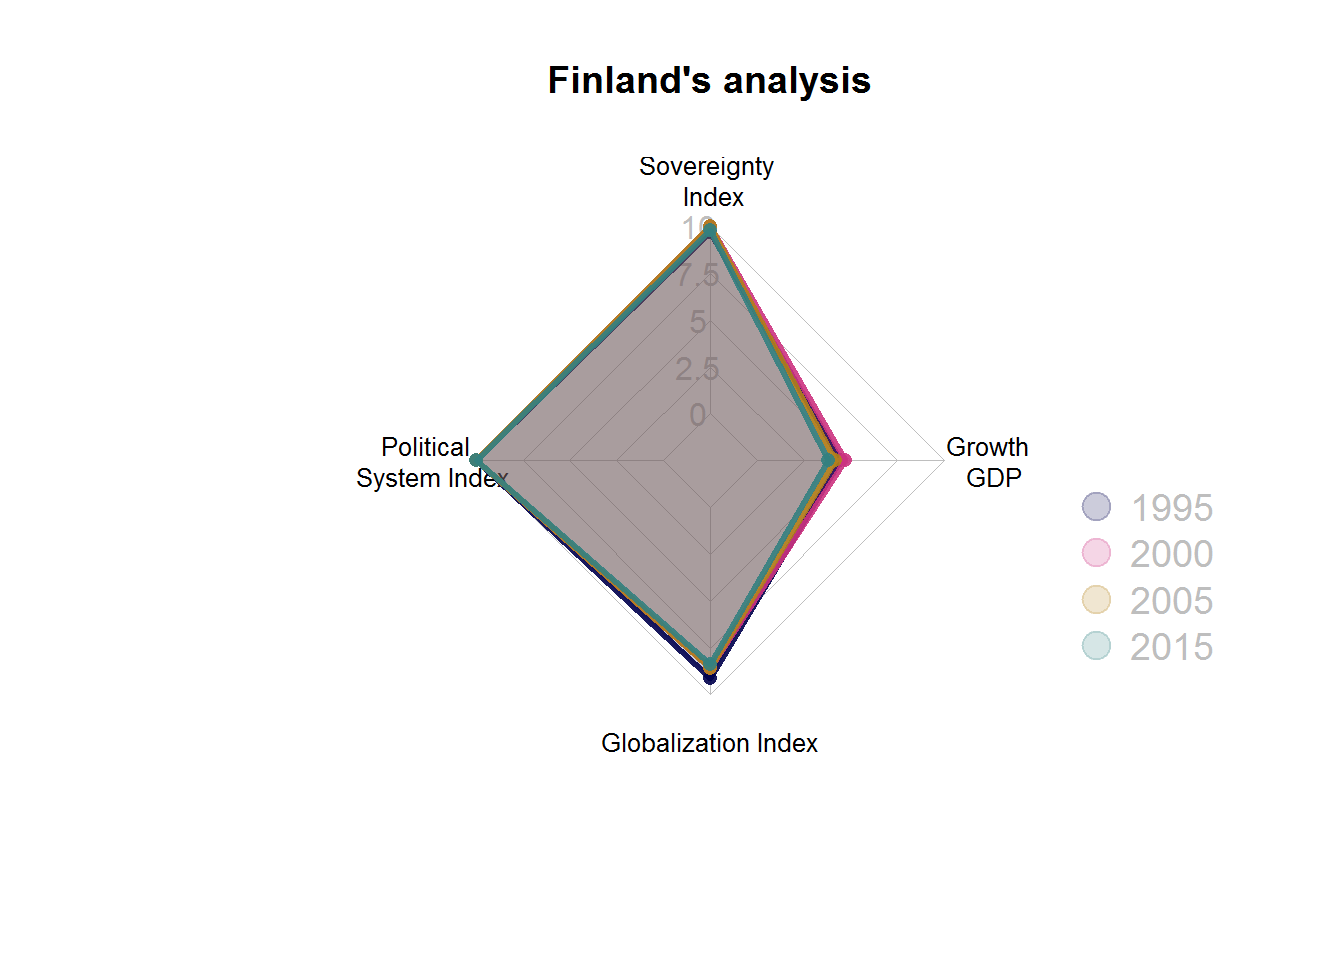 Finland's analysis
Sovereignty
Index
10
7.5
5
2.5
0
Political
System Index
Growth
GDP
1995
2000
2005
2015
Globalization Index